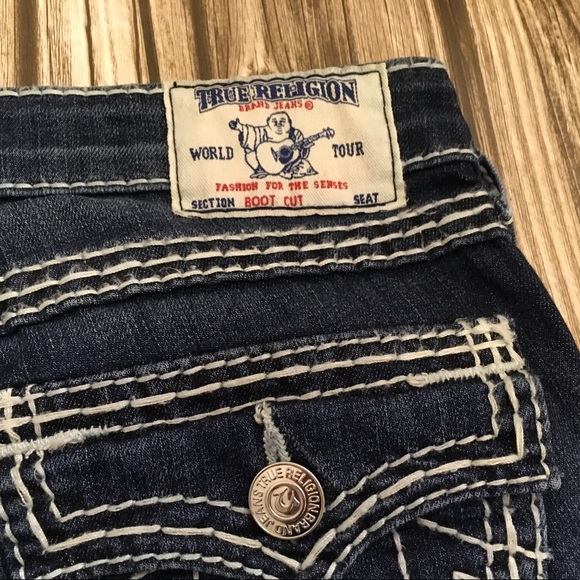 TRUE RELIGION
BRAND JEANS®
WORLD TOUR
FASHION FOR THE SENSES
SECTION BOOT CUT SEAT
TRUE RELIGION BRAND JEANS